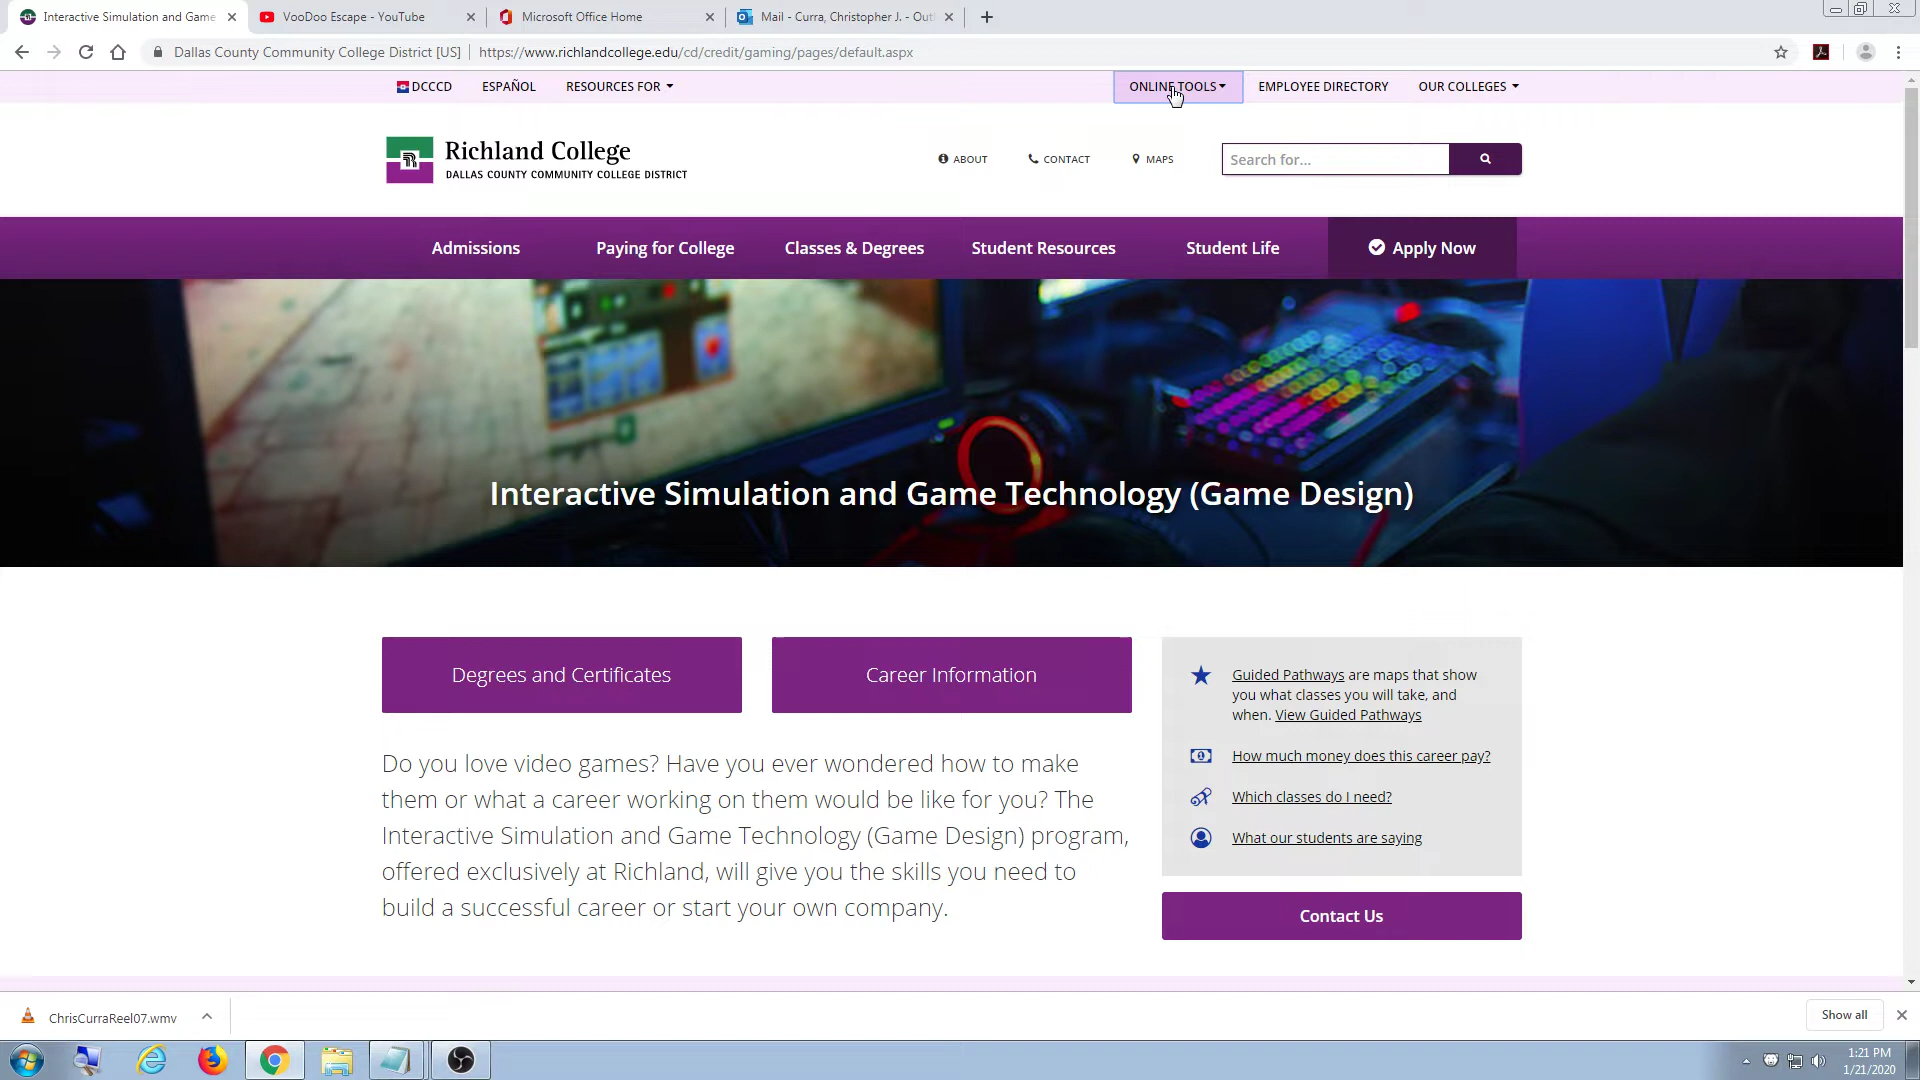 Interactive Simulation and Game
VooDoo Escape - YouTube
Microsoft Office Home
Mail - Curra, Christopher J. - Out
Dallas County Community College District [US]
https://www.richlandcollege.edu/cd/credit/gaming/pages/default.aspx
DCCCD
ESPAÑOL
RESOURCES FOR
ONLINE TOOLS
EMPLOYEE DIRECTORY
OUR COLLEGES
Richland College
DALLAS COUNTY COMMUNITY COLLEGE DISTRICT
ABOUT
CONTACT
MAPS
Search for...
Admissions
Paying for College
Classes & Degrees
Student Resources
Student Life
Apply Now
Interactive Simulation and Game Technology (Game Design)
Degrees and Certificates
Career Information
Do you love video games? Have you ever wondered how to make
them or what a career working on them would be like for you? The
Interactive Simulation and Game Technology (Game Design) program,
offered exclusively at Richland, will give you the skills you need to
build a successful career or start your own company.
Guided Pathways are maps that show
you what classes you will take, and
when. View Guided Pathways
How much money does this career pay?
Which classes do I need?
What our students are saying
Contact Us
ChrisCurraReel07.wmv
Show all
1:21 PM
1/21/2020